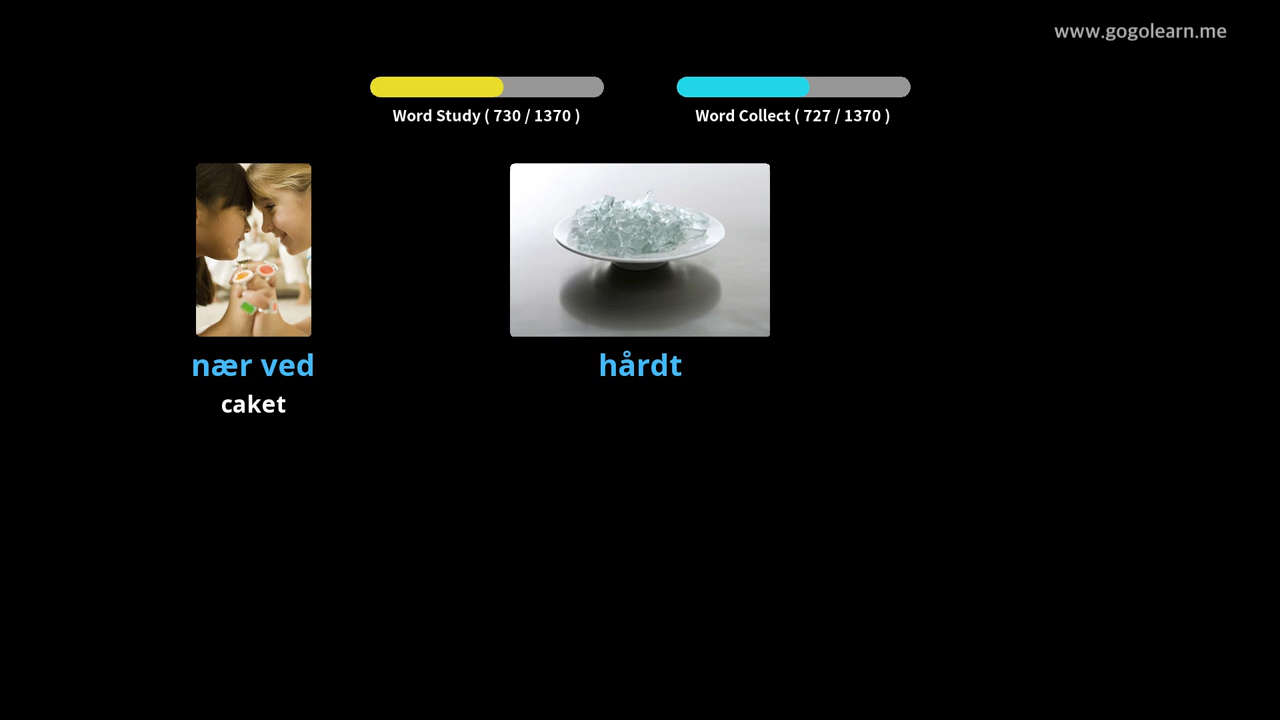 www.gogolearn.me
Word Study ( 730 / 1370 )
Word Collect ( 727 / 1370 )
nær ved
caket
hårdt